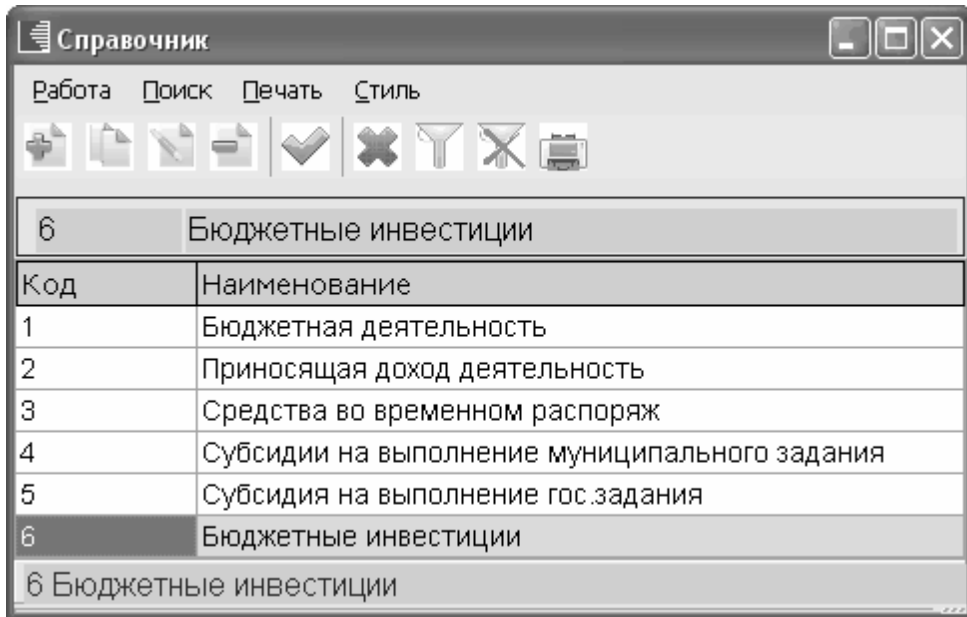 Справочник
Работа Поиск Печать Стиль
6 Бюджетные инвестиции
Код Наименование
1 Бюджетная деятельность
2 Приносящая доход деятельность
3 Средства во временном распоряж
4 Субсидии на выполнение муниципального задания
5 Субсидия на выполнение гос.задания
6 Бюджетные инвестиции
6 Бюджетные инвестиции